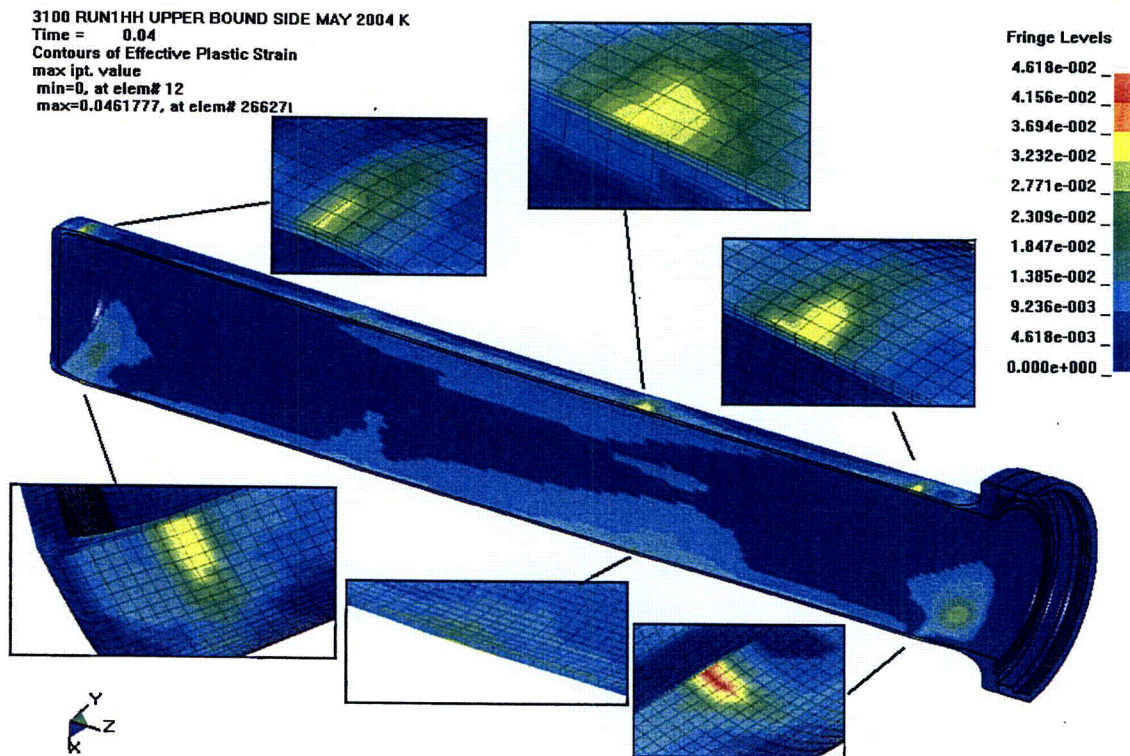 3100 RUN1HH UPPER BOUND SIDE MAY 2004 K
Time = 0.04
Contours of Effective Plastic Strain
max ipt. value
min=0, at elem# 12
max=0.0461777, at elem# 266271
Fringe Levels
4.618e-002
4.156e-002
3.694e-002
3.232e-002
2.771e-002
2.309e-002
1.847e-002
1.385e-002
9.236e-003
4.618e-003
0.000e+000
Y
Z
X